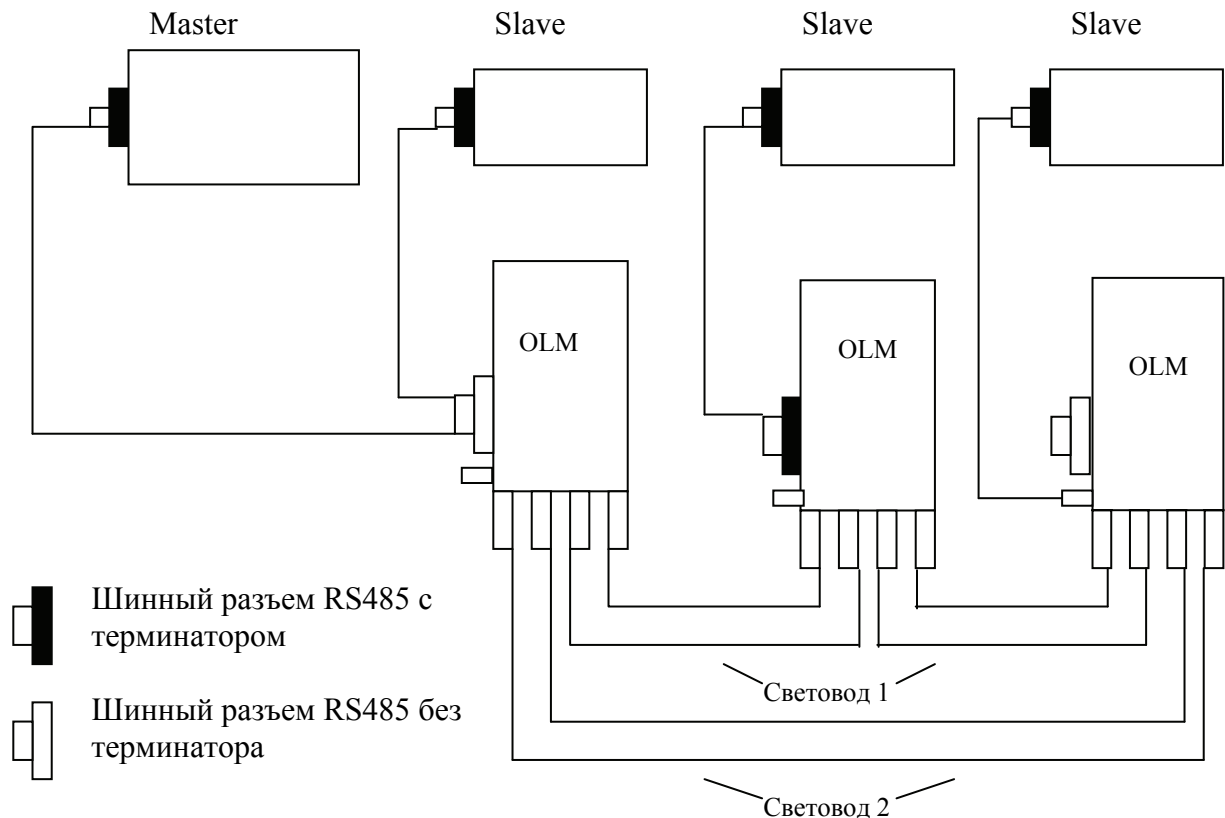 Master
Slave
Slave
Slave
OLM
OLM
OLM
Шинный разъем RS485 с
терминатором
Световод 1
Шинный разъем RS485 без
терминатора
Световод 2